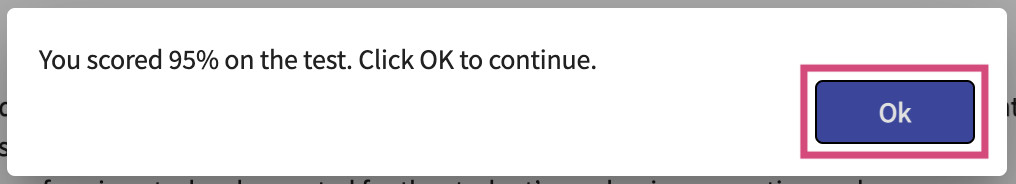 You scored 95% on the test. Click OK to continue.
Ok